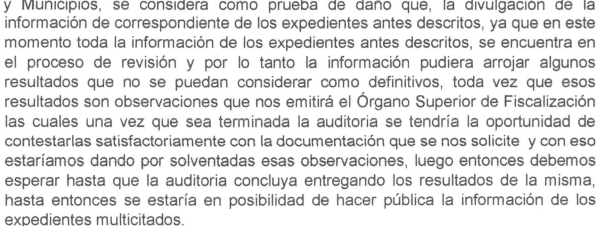 y Municipios, se considera como prueba de daño que, la divulgación de la
información de correspondiente de los expedientes antes descritos, ya que en este
momento toda la información de los expedientes antes descritos, se encuentra en
el proceso de revisión y por lo tanto la información pudiera arrojar algunos
resultados que no se puedan considerar como definitivos, toda vez que esos
resultados son observaciones que nos emitirá el Órgano Superior de Fiscalización
las cuales una vez que sea terminada la auditoria se tendría la oportunidad de
contestarlas satisfactoriamente con la documentación que se nos solicite y con eso
estaríamos dando por solventadas esas observaciones, luego entonces debemos
esperar hasta que la auditoria concluya entregando los resultados de la misma,
hasta entonces se estaría en posibilidad de hacer pública la información de los
expedientes multicitados.